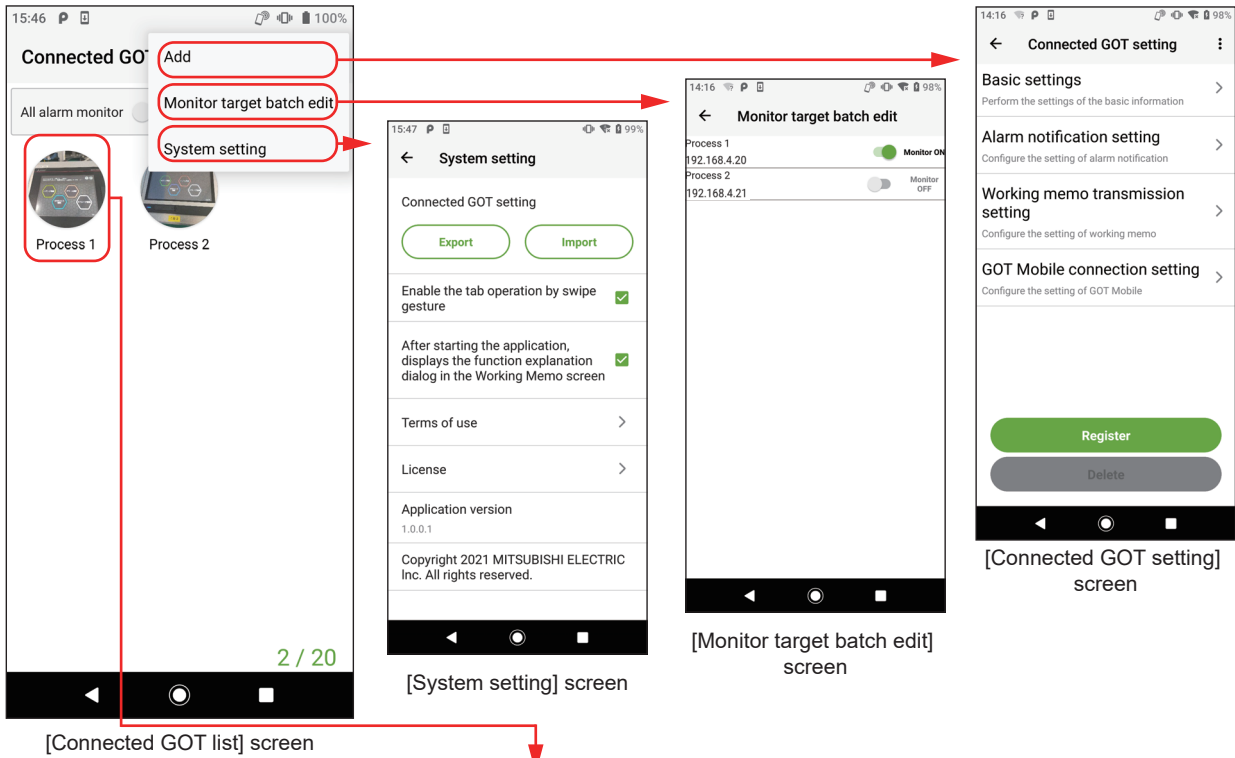 15:46
100%
Connected GO
Add
Monitor target batch edit
System setting
All alarm monitor
Process 1
Process 2
2 / 20
[Connected GOT list] screen
15:47
99%
System setting
Connected GOT setting
Export
Import
Enable the tab operation by swipe
gesture
After starting the application,
displays the function explanation
dialog in the Working Memo screen
Terms of use
License
Application version
1.0.0.1
Copyright 2021 MITSUBISHI ELECTRIC
Inc. All rights reserved.
[System setting] screen
14:16
98%
Monitor target batch edit
Process 1
Monitor ON
192.168.4.20
Process 2
Monitor
OFF
192.168.4.21
[Monitor target batch edit]
screen
14:16
98%
Connected GOT setting
Basic settings
Perform the settings of the basic information
Alarm notification setting
Configure the setting of alarm notification
Working memo transmission
setting
Configure the setting of working memo
GOT Mobile connection setting
Configure the setting of GOT Mobile
Register
Delete
[Connected GOT setting]
screen